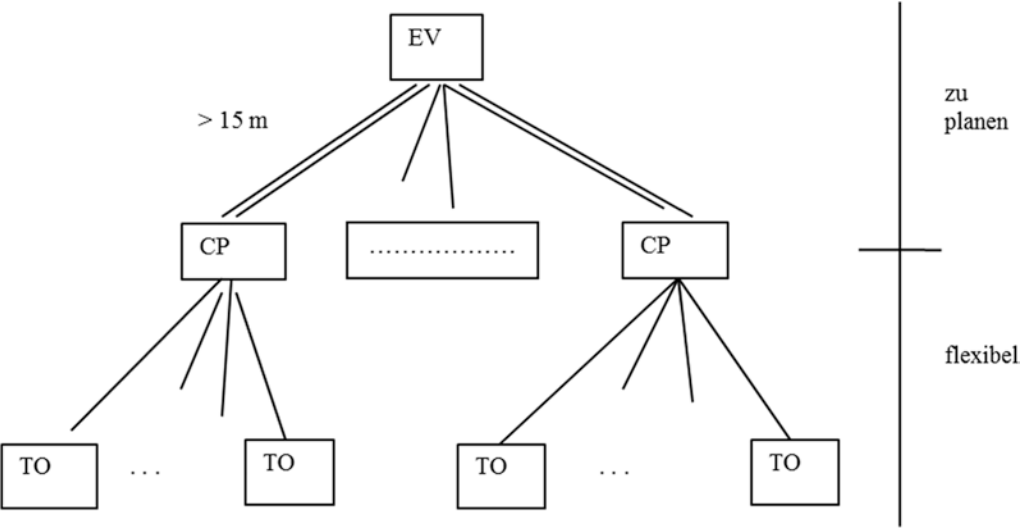 EV
> 15 m
zu
planen
CP
..................
CP
flexibel
TO
. . .
TO
TO
. . .
TO